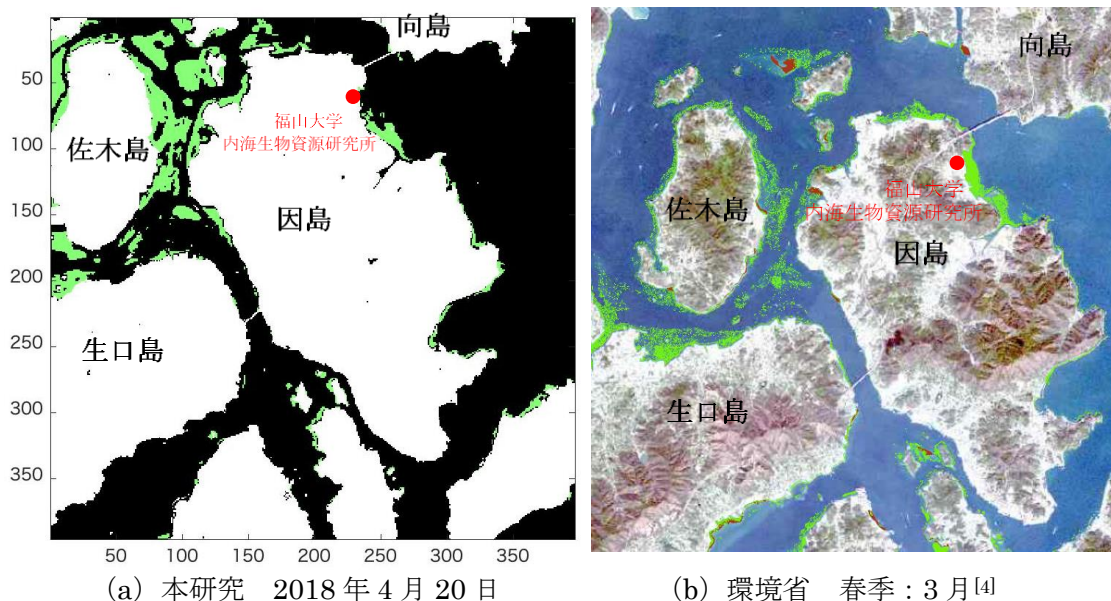 向島
50
福山大学
100
内海生物資源研究所
佐木島
150
因島
200
250
生口島
300
350
50 100 150 200 250 300 350
(a) 本研究 2018年4月20日
向島
福山大学
佐木島
内海生物資源研究所
因島
生口島
(b) 環境省 春季：3月[4]